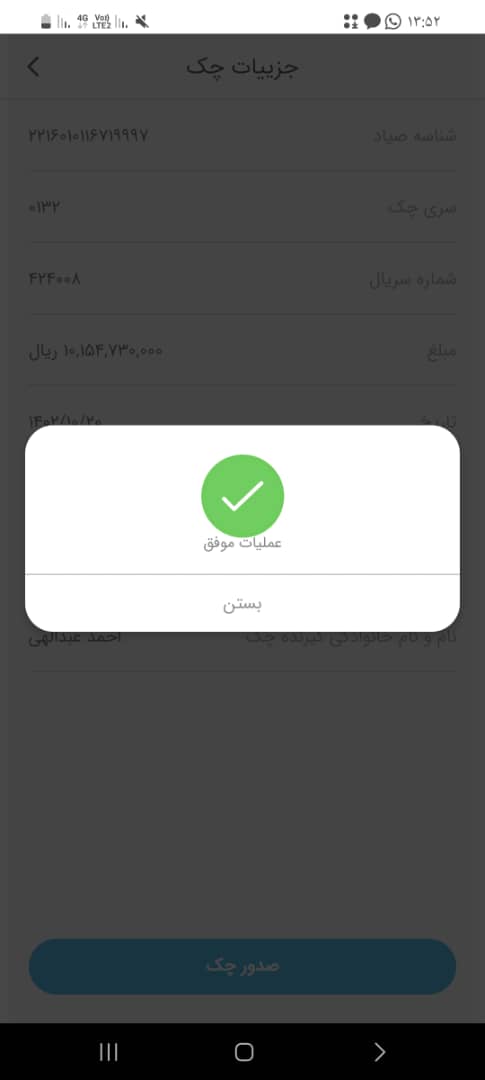 ۱۳:۵۲
4G
Vo)) LTE2
جزییات چک
شناسه صیاد ۲۲۱۶۰۱۰۱۱۶۷۱۹۹۹۷
سری چک ۰۱۳۲
شماره سریال ۴۲۴۰۰۸
مبلغ ۱۰,۱۵۴,۷۳۰,۰۰۰ ریال
تاریخ ۱۴۰۲/۱۰/۲۰
عملیات موفق
بستن
نام و نام خانوادگی گیرنده چک احمد عبدالهی
صدور چک